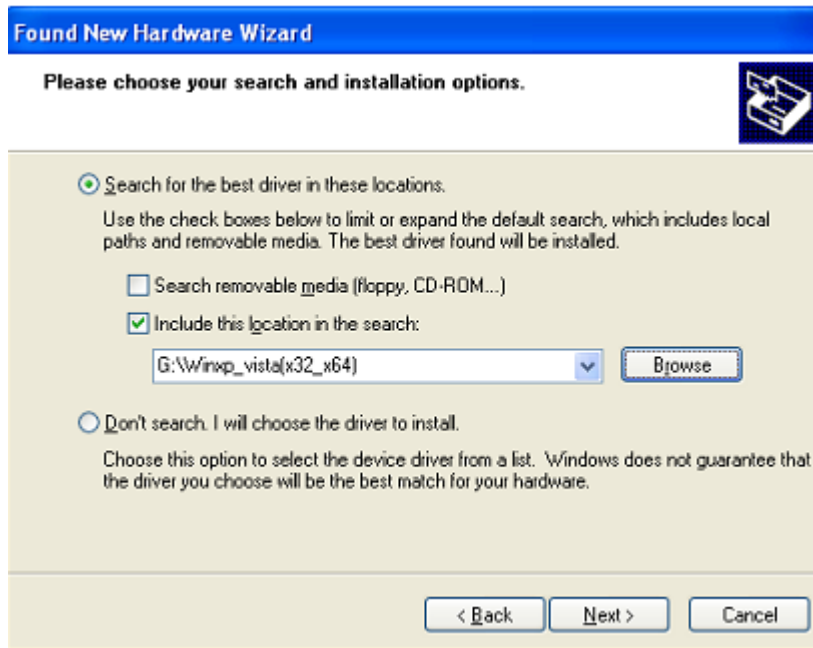 Found New Hardware Wizard
Please choose your search and installation options.
Search for the best driver in these locations.
Use the check boxes below to limit or expand the default search, which includes local
paths and removable media. The best driver found will be installed.
Search removable media (floppy, CD-ROM...)
Include this location in the search:
G:\Winxp_vista(x32_x64)
Browse
Don't search. I will choose the driver to install.
Choose this option to select the device driver from a list. Windows does not guarantee that
the driver you choose will be the best match for your hardware.
< Back Next > Cancel